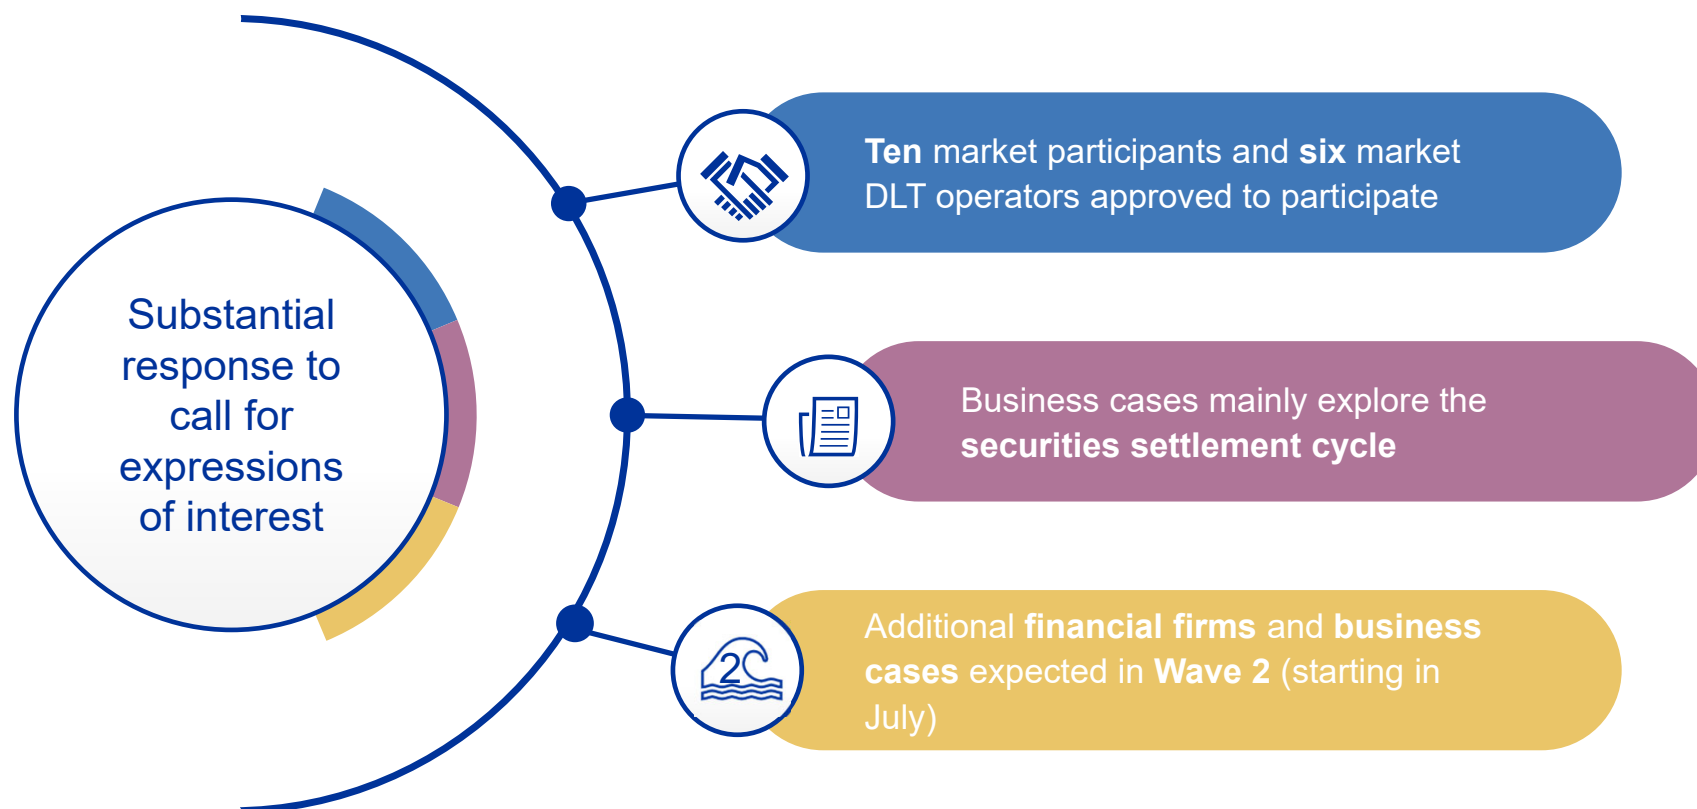 Substantial
response to
call for
expressions
of interest
Ten market participants and six market
DLT operators approved to participate
Business cases mainly explore the
securities settlement cycle
2
Additional financial firms and business
cases expected in Wave 2 (starting in
July)